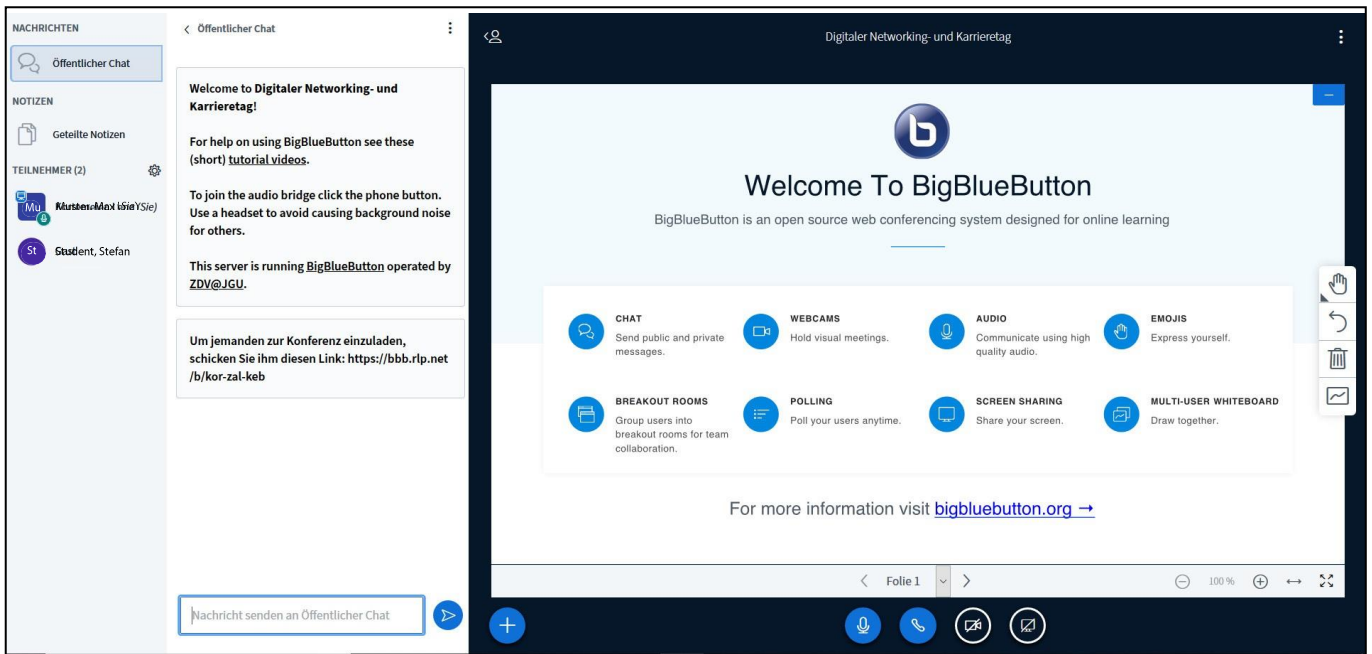 NACHRICHTEN
Öffentlicher Chat
NOTIZEN
Geteilte Notizen
TEILNEHMER (2)
Mu
St
Stefan
Öffentlicher Chat
Welcome to Digitaler Networking- und
Karrieretag!
For help on using BigBlueButton see these
(short) tutorial videos.
To join the audio bridge click the phone button.
Use a headset to avoid causing background noise
for others.
This server is running BigBlueButton operated by
ZDV@JGU.
Um jemanden zur Konferenz einzuladen,
schicken Sie ihm diesen Link: https://bbb.rlp.net
/b/kor-zal-keb
Nachricht senden an Öffentlicher Chat
Digitaler Networking- und Karrieretag
b
Welcome To BigBlueButton
BigBlueButton is an open source web conferencing system designed for online learning
CHAT
Send public and private
messages.
WEBCAMS
Hold visual meetings.
AUDIO
Communicate using high
quality audio.
EMOJIS
Express yourself.
BREAKOUT ROOMS
Group users into
breakout rooms for team
collaboration.
POLLING
Poll your users anytime.
SCREEN SHARING
Share your screen.
MULTI-USER WHITEBOARD
Draw together.
For more information visit bigbluebutton.org →
Folie 1
100 %